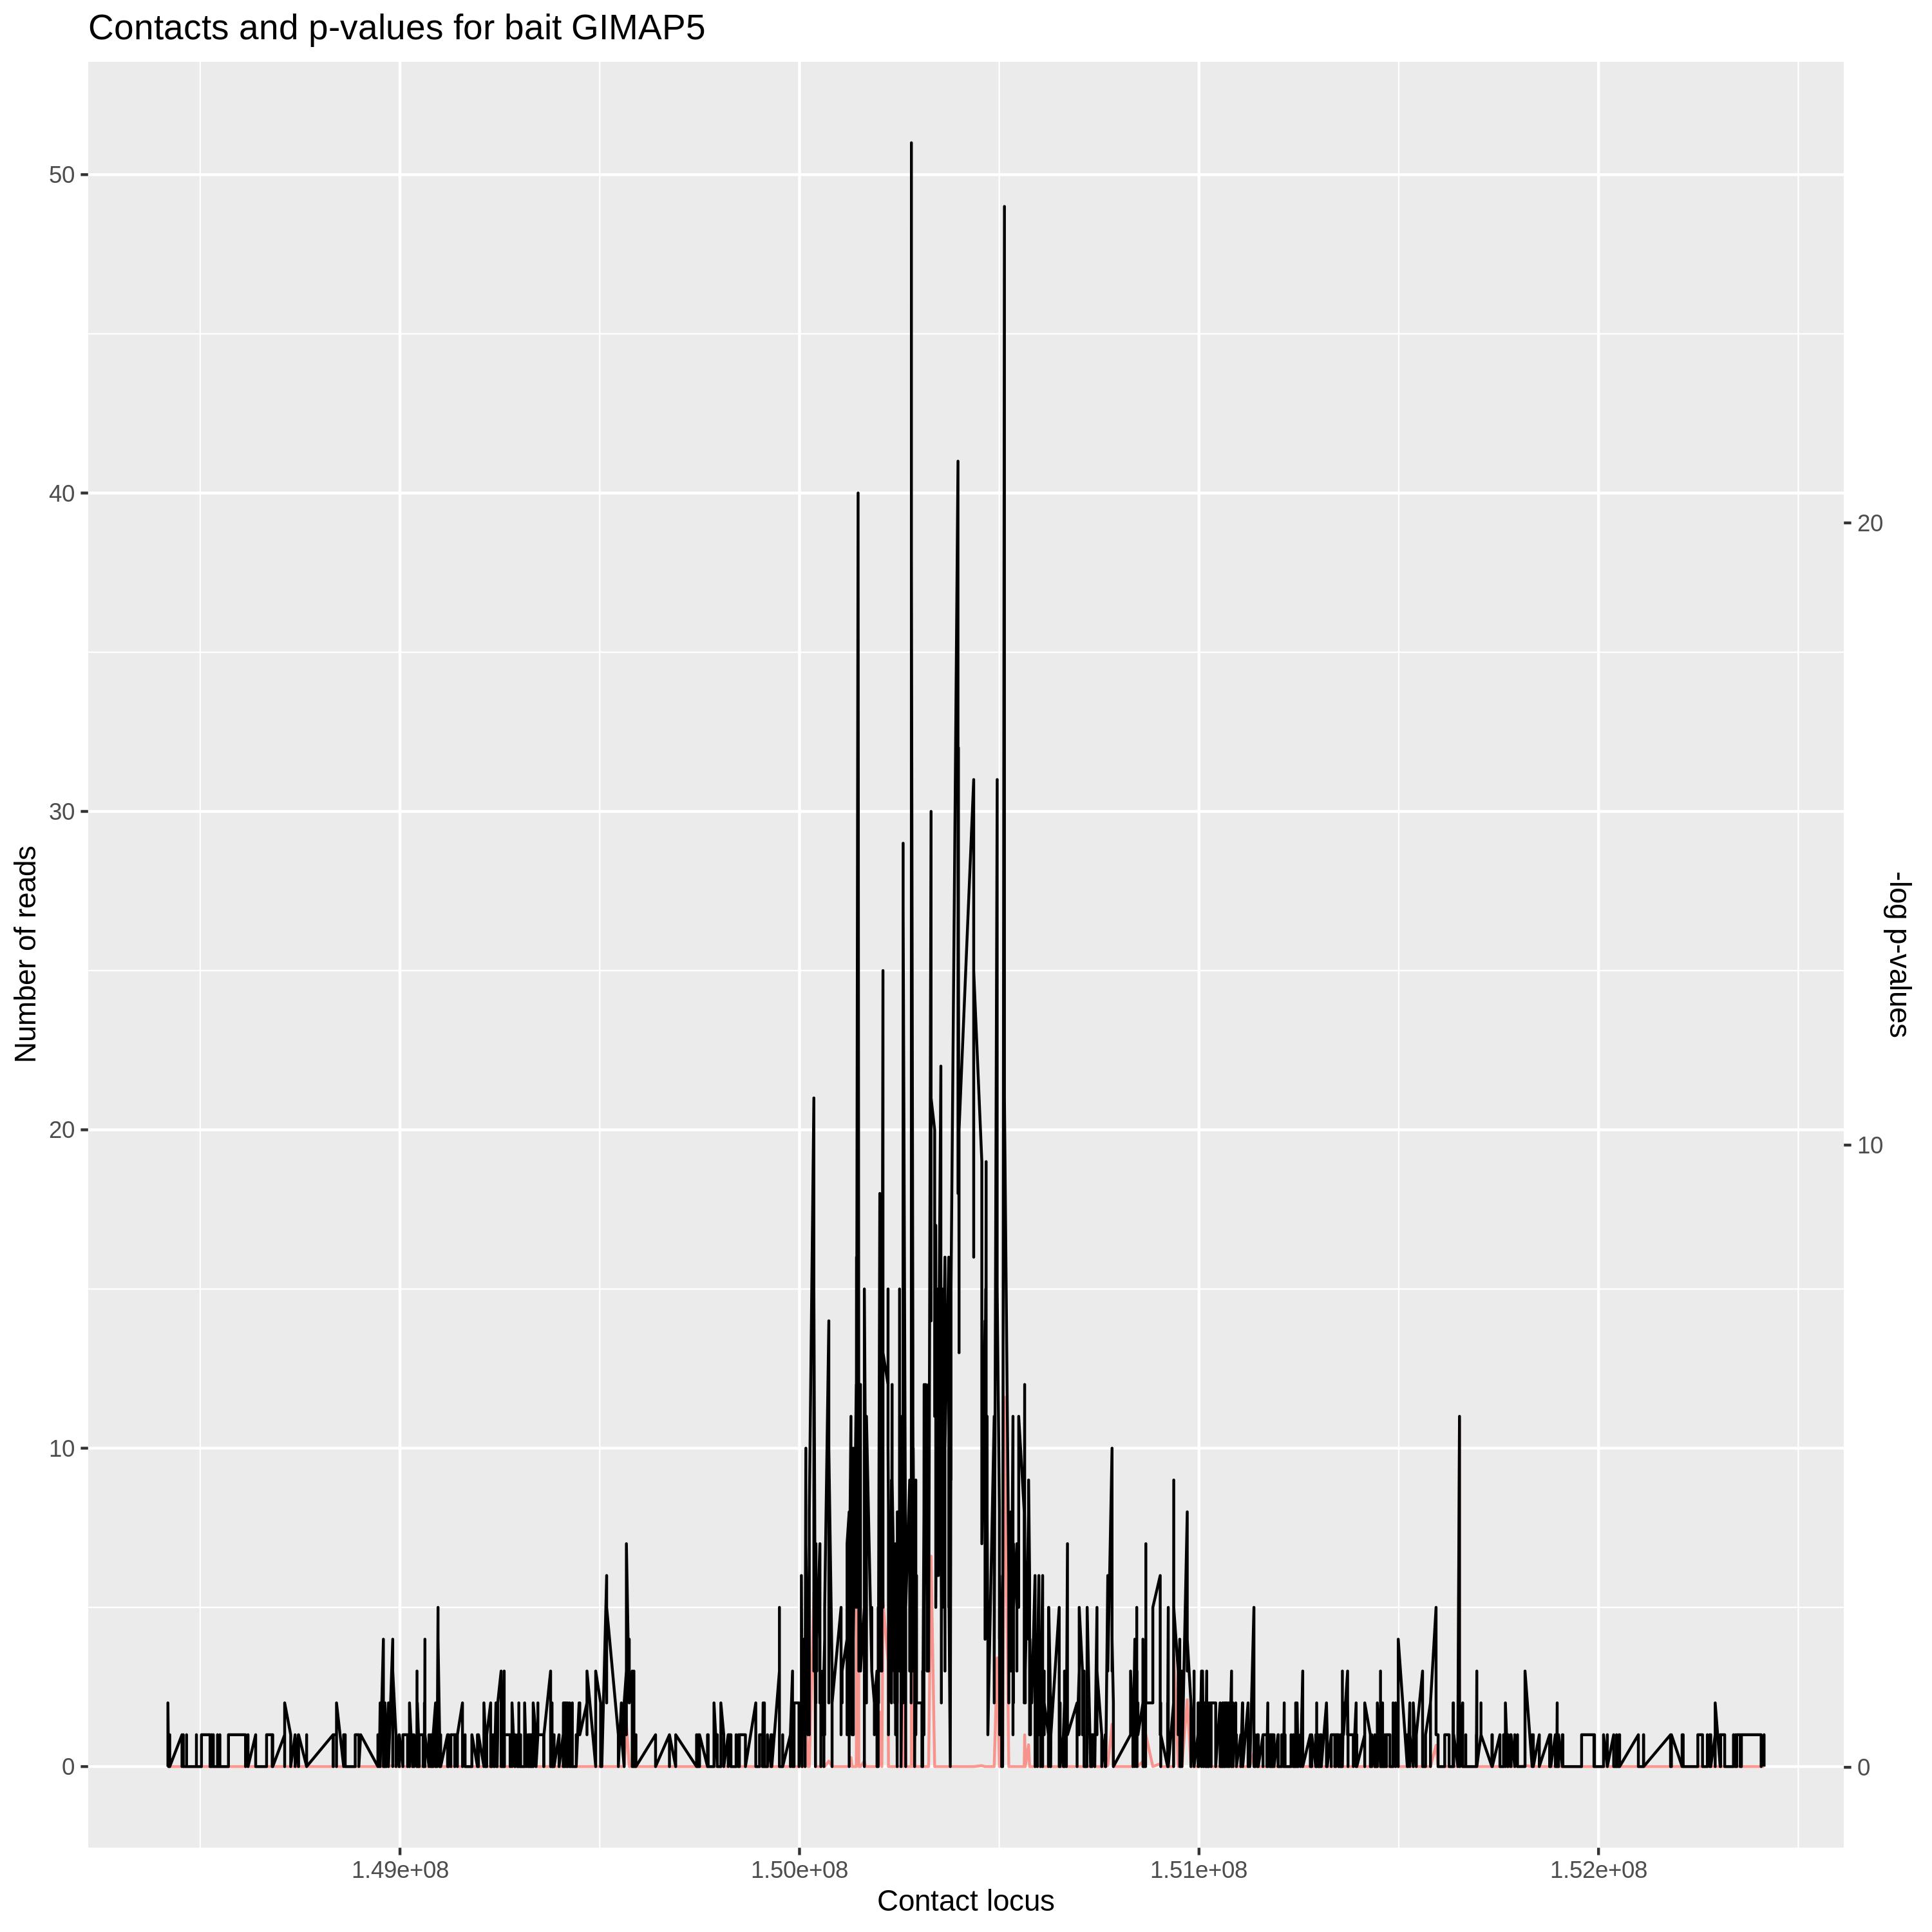 Contacts and p-values for bait GIMAP5
50
40
30
20
10
0
Number of reads
20
10
0
-log p-values
1.49e+08 1.50e+08 1.51e+08 1.52e+08
Contact locus